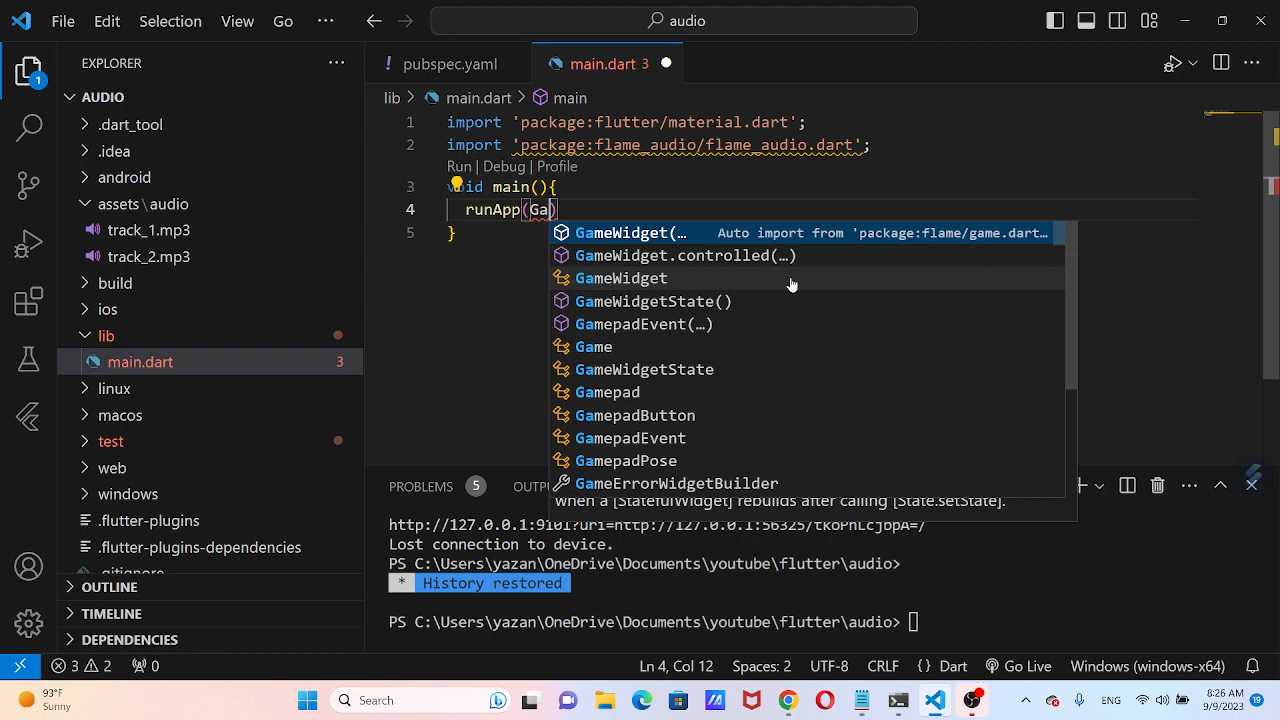 File Edit Selection View Go ··· audio
EXPLORER ···
AUDIO
.dart_tool
.idea
android
assets\audio
track_1.mp3
track_2.mp3
build
ios
lib
main.dart 3
linux
macos
test
web
windows
.flutter-plugins
.flutter-plugins-dependencies
OUTLINE
TIMELINE
DEPENDENCIES
1
! pubspec.yaml main.dart 3
lib > main.dart > main
1 import 'package:flutter/material.dart';
2 import 'package:flame_audio/flame_audio.dart';
Run | Debug | Profile
3 void main(){
4 runApp(Ga)
5 }
GameWidget(… Auto import from 'package:flame/game.dart…
GameWidget.controlled(…)
GameWidget
GameWidgetState()
GamepadEvent(…)
Game
GameWidgetState
Gamepad
GamepadButton
GamepadEvent
GamepadPose
GameErrorWidgetBuilder
when a [StatefulWidget] rebuilds after calling [State.setState].
PROBLEMS 5
Lost connection to device.
PS C:\Users\yazan\OneDrive\Documents\youtube\flutter\audio>
* History restored
PS C:\Users\yazan\OneDrive\Documents\youtube\flutter\audio>
3 2 0 Ln 4, Col 12 Spaces: 2 UTF-8 CRLF {} Dart Go Live Windows (windows-x64)
93°F
Sunny
Search
ENG
8:26 AM
9/9/2023
19